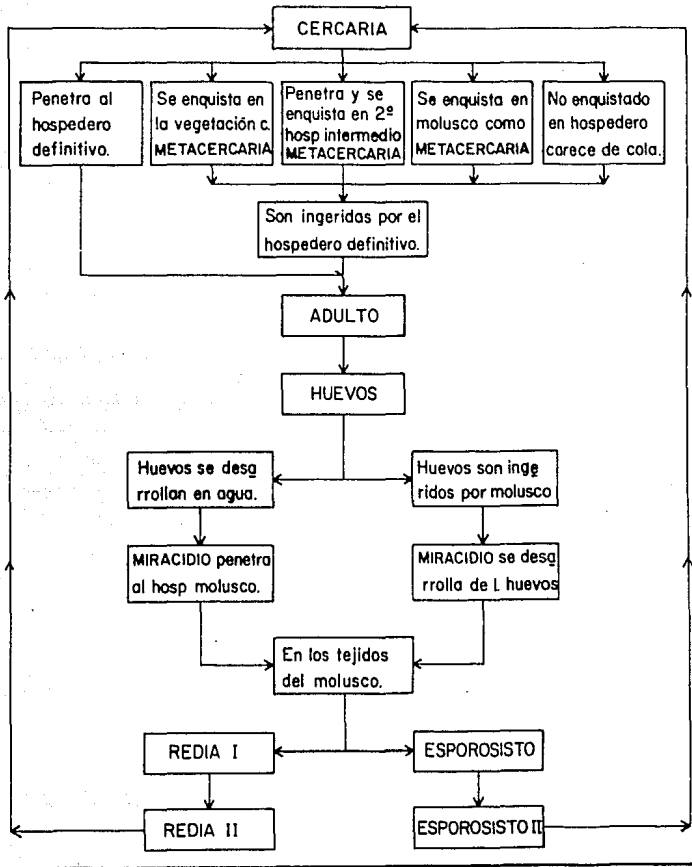 CERCARIA
Penetra al
hospedero
definitivo.
Se enquista en
la vegetación c.
METACERCARIA
Penetra y se
enquista en 2º
hosp intermedio
METACERCARIA
Se enquista en
molusco como
METACERCARIA
No enquistado
en hospedero
carece de cola.
Son ingeridas por el
hospedero definitivo.
ADULTO
HUEVOS
Huevos se desa
rrollan en agua.
Huevos son inge
ridos por molusco
MIRACIDIO penetra
al hosp molusco.
MIRACIDIO se desa
rrolla de l. huevos
En los tejidos
del molusco.
REDIA I
ESPOROSISTO
REDIA II
ESPOROSISTO II